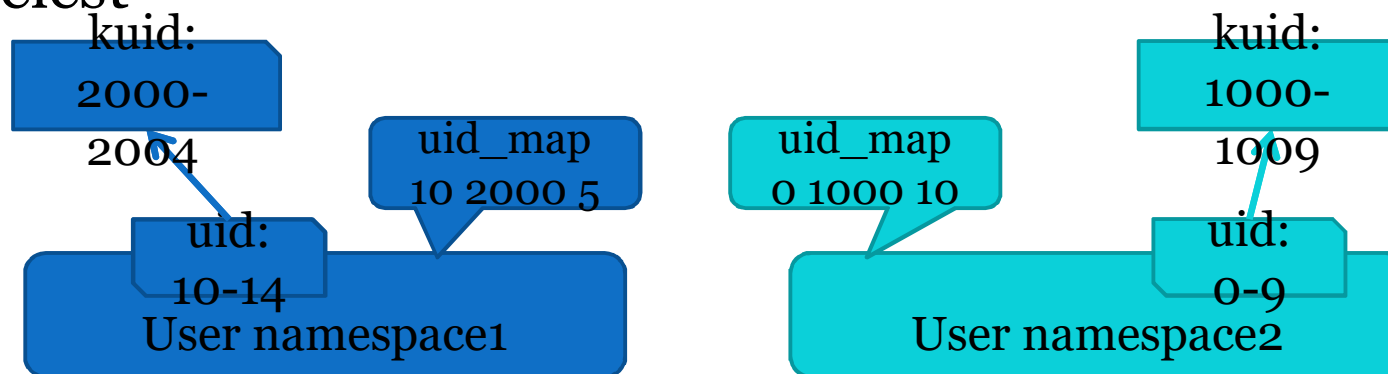 kuid:
2000-
2004
uid_map
10 2000 5
uid:
10-14
User namespace1
kuid:
1000-
1009
uid_map
0 1000 10
uid:
0-9
User namespace2